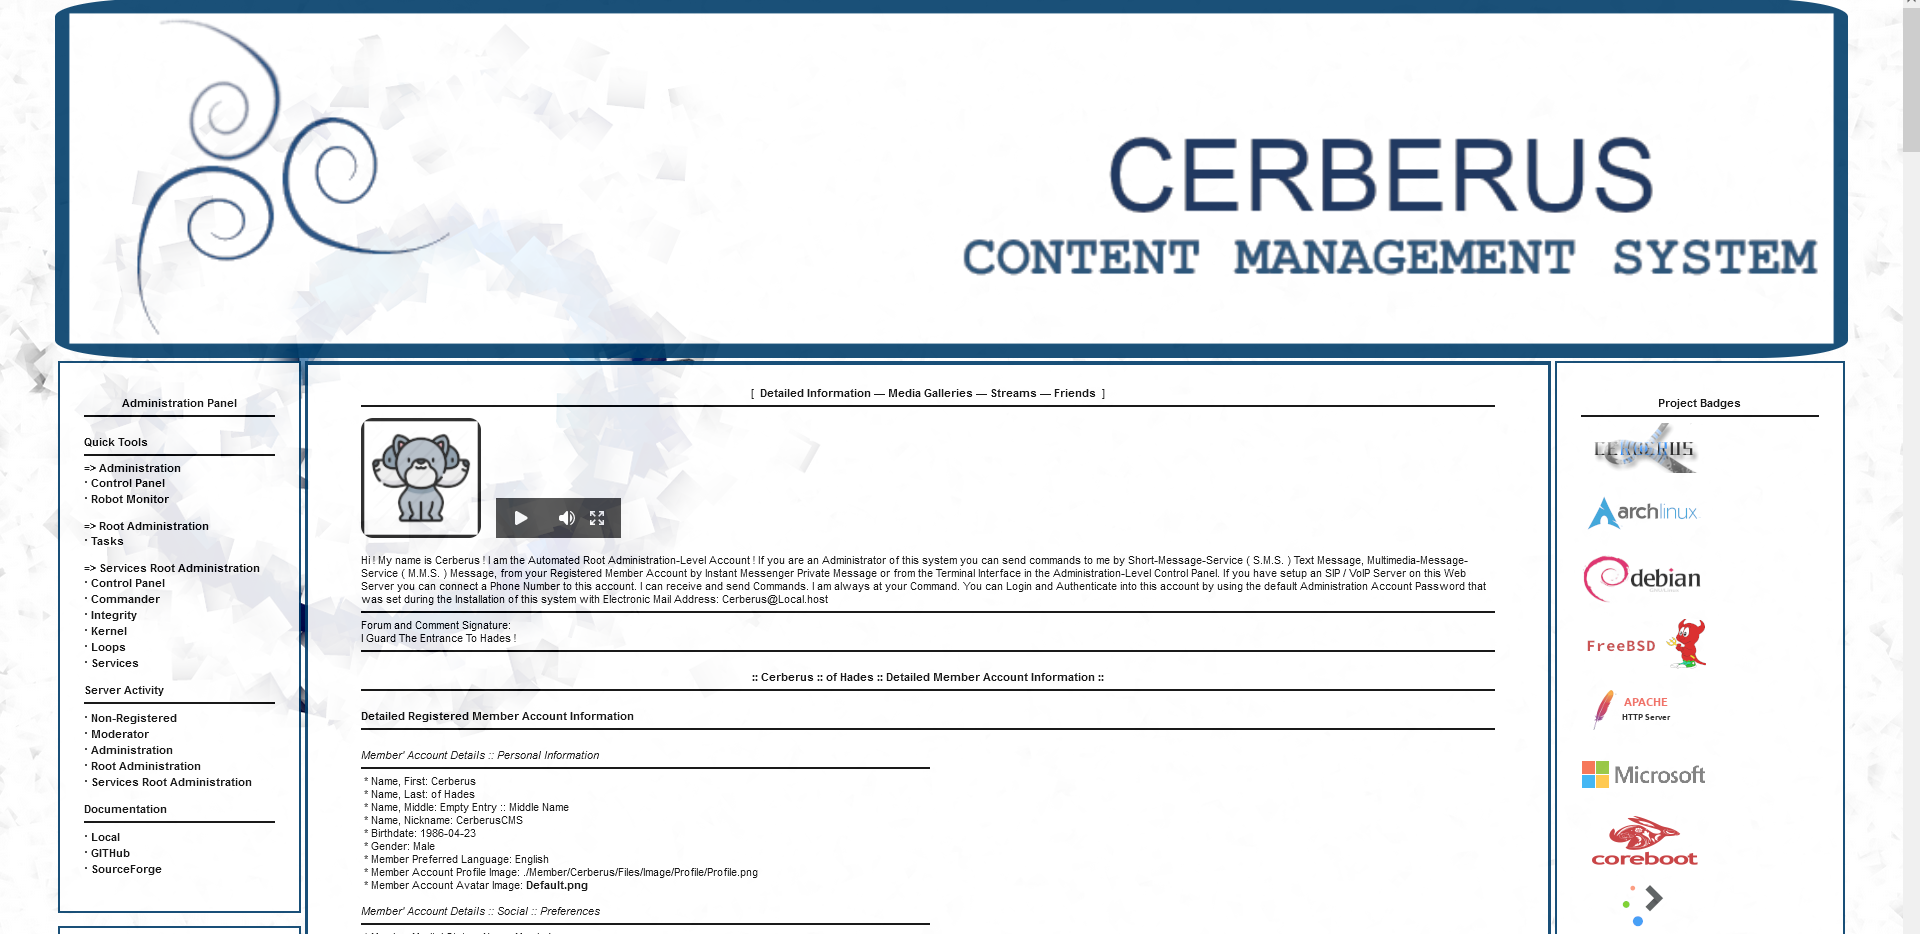 CERBERUS
CONTENT MANAGEMENT SYSTEM
Administration Panel
Quick Tools
=> Administration
· Control Panel
· Robot Monitor
=> Root Administration
· Tasks
=> Services Root Administration
· Control Panel
· Commander
· Integrity
· Kernel
· Loops
· Services
Server Activity
· Non-Registered
· Moderator
· Administration
· Root Administration
· Services Root Administration
Documentation
· Local
· GITHub
· SourceForge
[ Detailed Information — Media Galleries — Streams — Friends ]
Hi ! My name is Cerberus ! I am the Automated Root Administration-Level Account ! If you are an Administrator of this system you can send commands to me by Short-Message-Service ( S.M.S. ) Text Message, Multimedia-Message-
Service ( M.M.S. ) Message, from your Registered Member Account by Instant Messenger Private Message or from the Terminal Interface in the Administration-Level Control Panel. If you have setup an SIP / VoIP Server on this Web
Server you can connect a Phone Number to this account. I can receive and send Commands. I am always at your Command. You can Login and Authenticate into this account by using the default Administration Account Password that
was set during the Installation of this system with Electronic Mail Address: Cerberus@Local.host
Forum and Comment Signature:
I Guard The Entrance To Hades !
:: Cerberus :: of Hades :: Detailed Member Account Information ::
Detailed Registered Member Account Information
Member' Account Details :: Personal Information
* Name, First: Cerberus
* Name, Last: of Hades
* Name, Middle: Empty Entry :: Middle Name
* Name, Nickname: CerberusCMS
* Birthdate: 1986-04-23
* Gender: Male
* Member Preferred Language: English
* Member Account Profile Image: ./Member/Cerberus/Files/Image/Profile/Profile.png
* Member Account Avatar Image: Default.png
Member' Account Details :: Social :: Preferences
Project Badges
CERBERUS
archlinux
debian
FreeBSD
APACHE
HTTP Server
Microsoft
coreboot